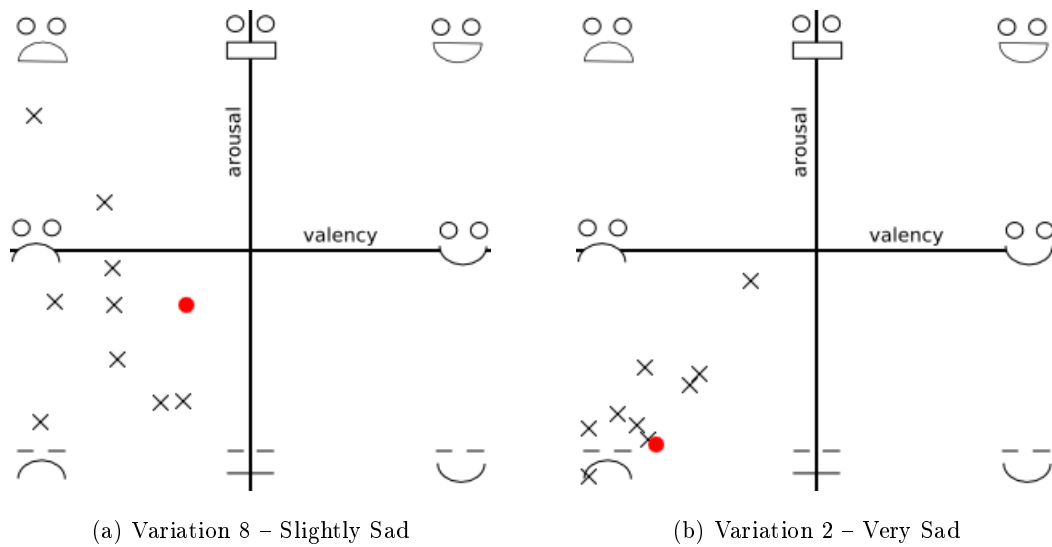 arousal
valency
arousal
valency
(a) Variation 8 – Slightly Sad
(b) Variation 2 – Very Sad